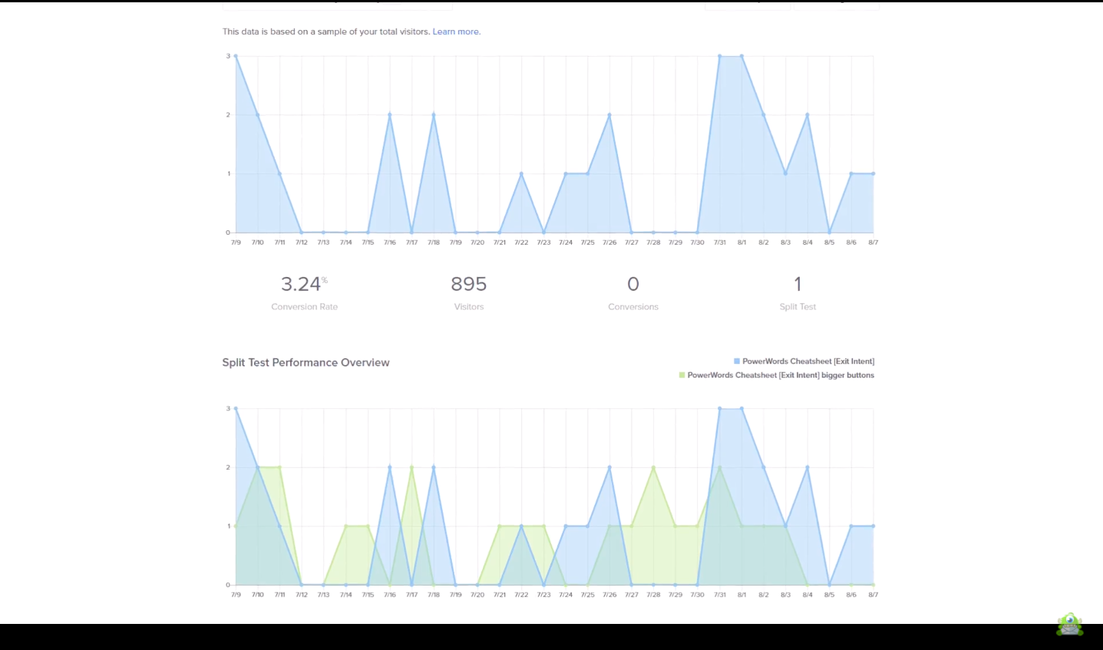 This data is based on a sample of your total visitors. Learn more.
3
2
1
0
7/9 7/10 7/11 7/12 7/13 7/14 7/15 7/16 7/17 7/18 7/19 7/20 7/21 7/22 7/23 7/24 7/25 7/26 7/27 7/28 7/29 7/30 7/31 8/1 8/2 8/3 8/4 8/5 8/6 8/7
3.24% 895 0 1
Conversion Rate Visitors Conversions Split Test
Split Test Performance Overview
PowerWords Cheatsheet [Exit Intent]
PowerWords Cheatsheet [Exit Intent] bigger buttons
3
2
1
0
7/9 7/10 7/11 7/12 7/13 7/14 7/15 7/16 7/17 7/18 7/19 7/20 7/21 7/22 7/23 7/24 7/25 7/26 7/27 7/28 7/29 7/30 7/31 8/1 8/2 8/3 8/4 8/5 8/6 8/7